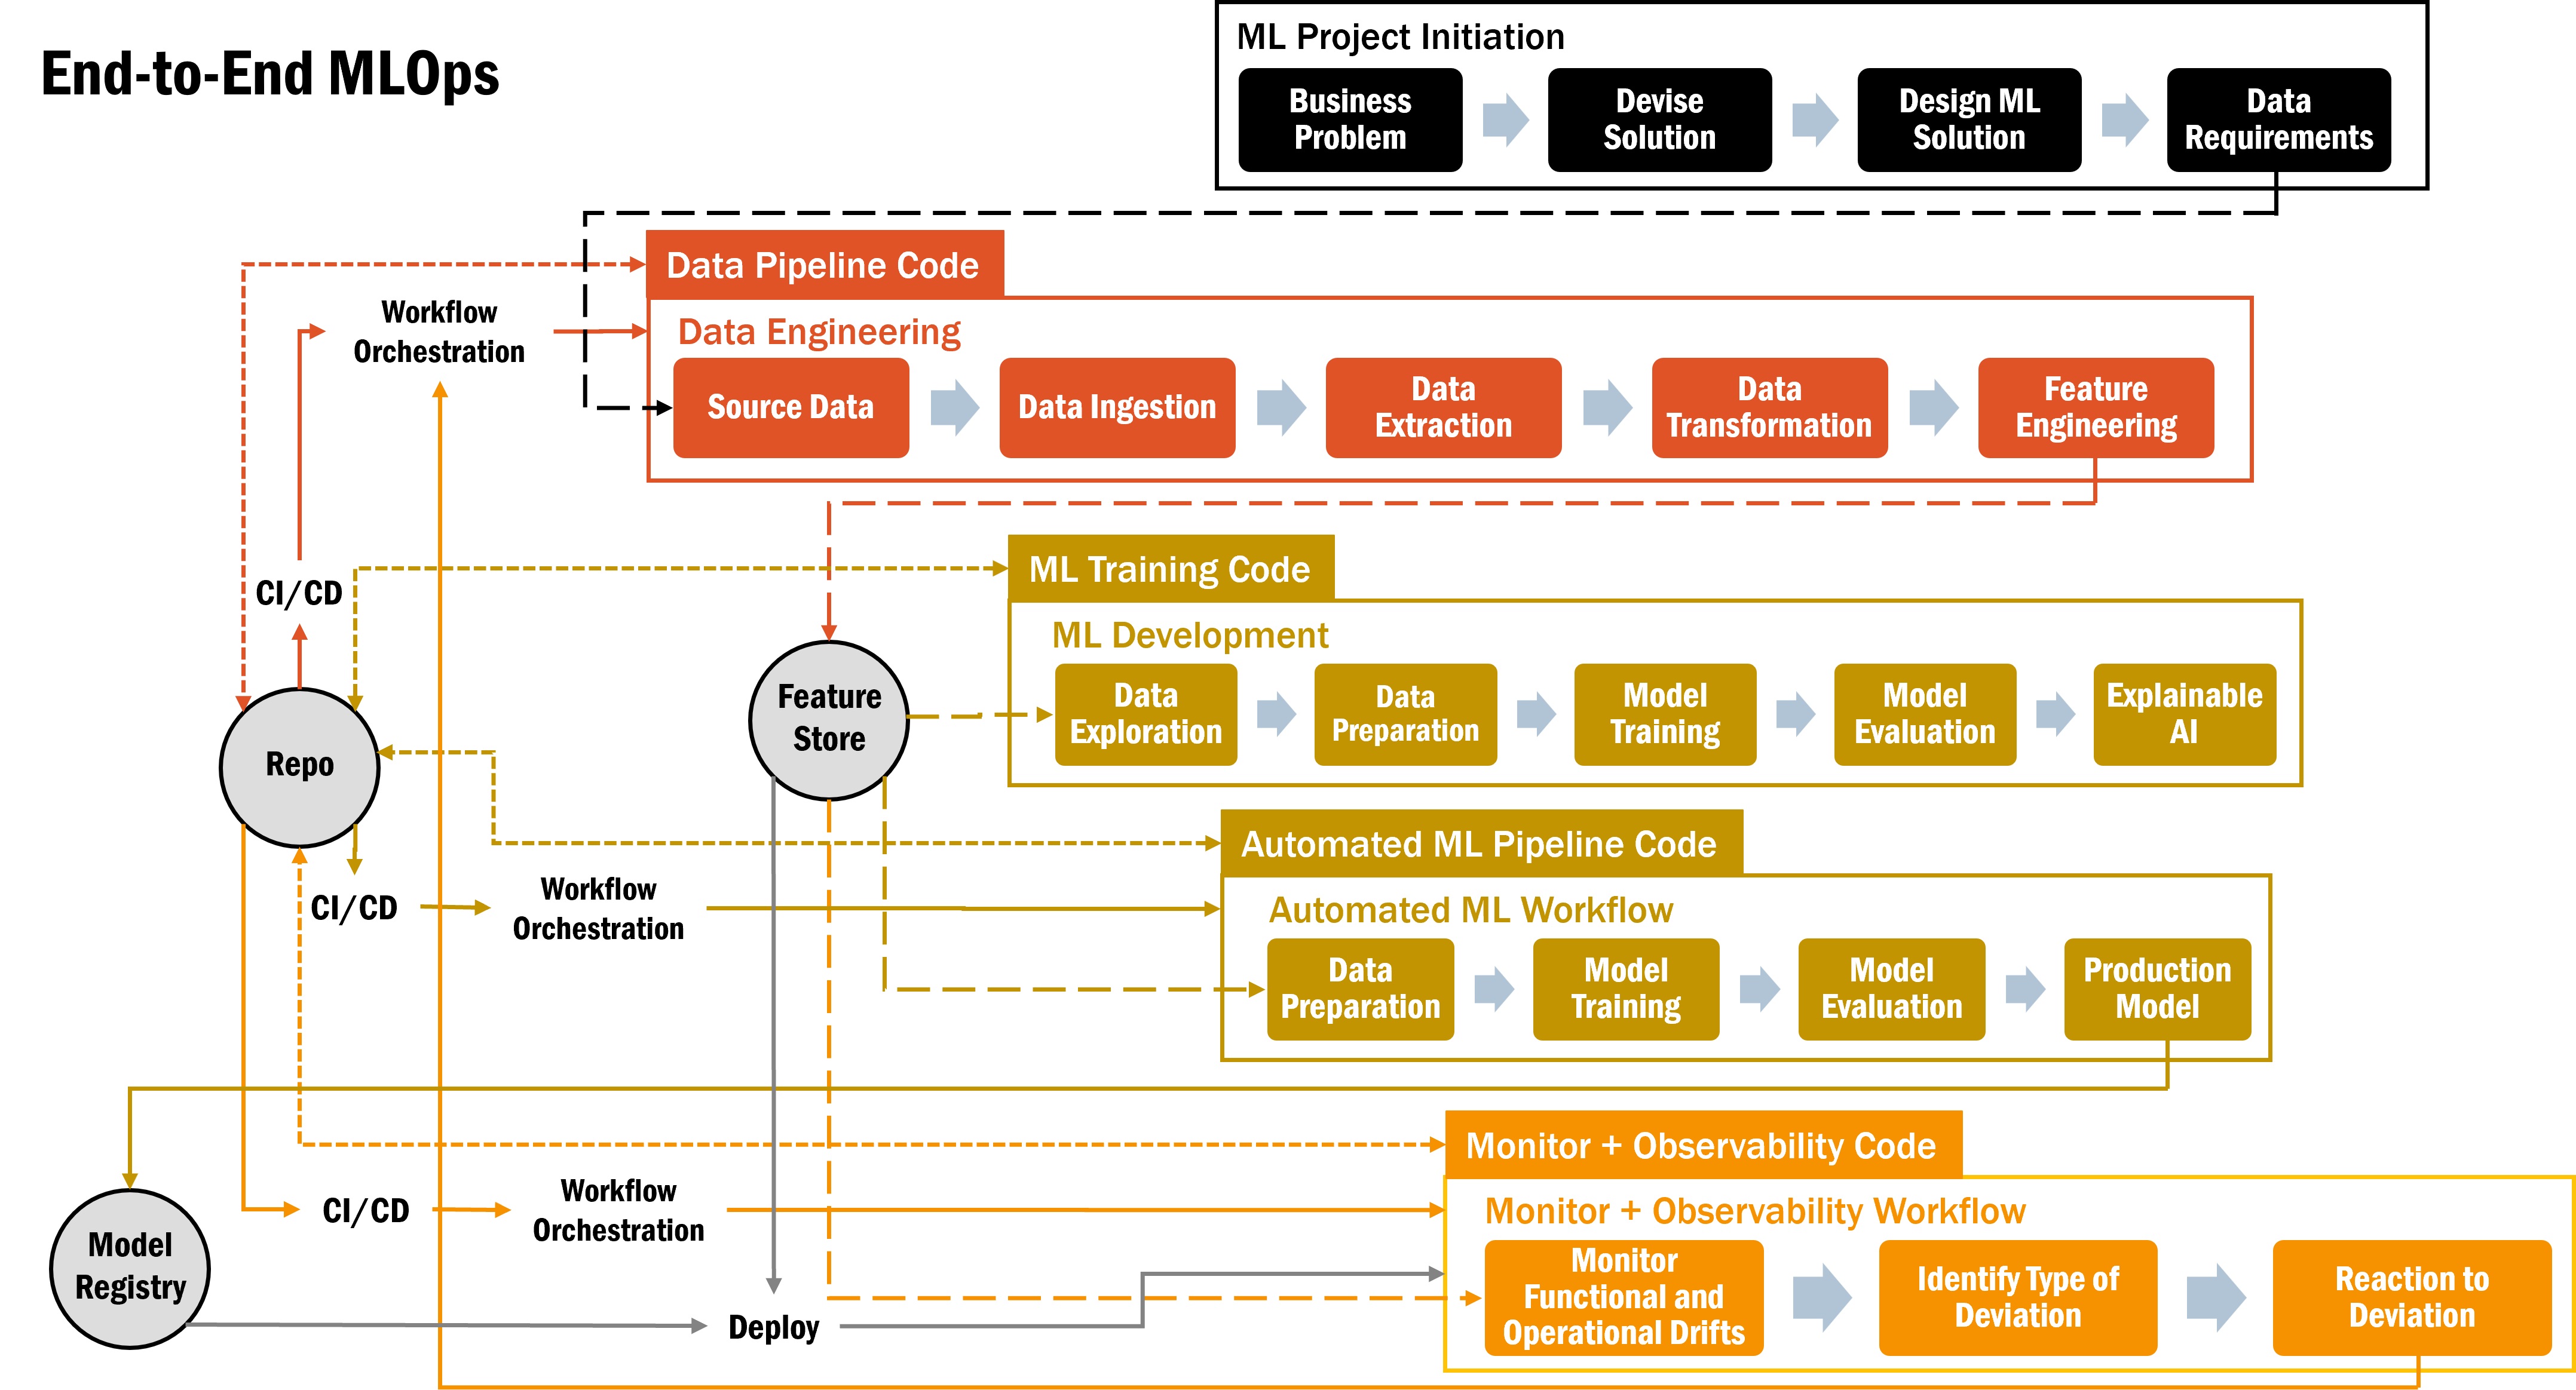 End-to-End MLOps
ML Project Initiation
Business
Problem
Devise
Solution
Design ML
Solution
Data
Requirements
Data Pipeline Code
Workflow
Orchestration
Data Engineering
Source Data
Data Ingestion
Data
Extraction
Data
Transformation
Feature
Engineering
ML Training Code
CI/CD
ML Development
Feature
Store
Data
Exploration
Data
Preparation
Model
Training
Model
Evaluation
Explainable
AI
Repo
Automated ML Pipeline Code
CI/CD
Workflow
Orchestration
Automated ML Workflow
Data
Preparation
Model
Training
Model
Evaluation
Production
Model
Monitor + Observability Code
CI/CD
Workflow
Orchestration
Monitor + Observability Workflow
Model
Registry
Deploy
Monitor
Functional and
Operational Drifts
Identify Type of
Deviation
Reaction to
Deviation